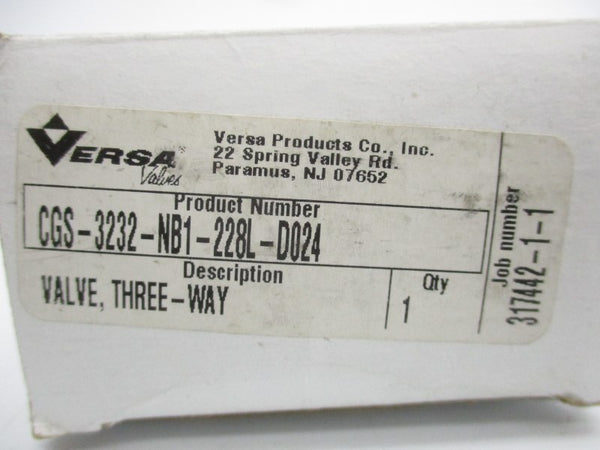 VERSA
Valves
Versa Products Co., Inc.
22 Spring Valley Rd.
Paramus, NJ 07652
Product Number
CGS-3232-NB1-228L-D024
Description
VALVE, THREE-WAY
Qty
1
Job number
317442-1-1